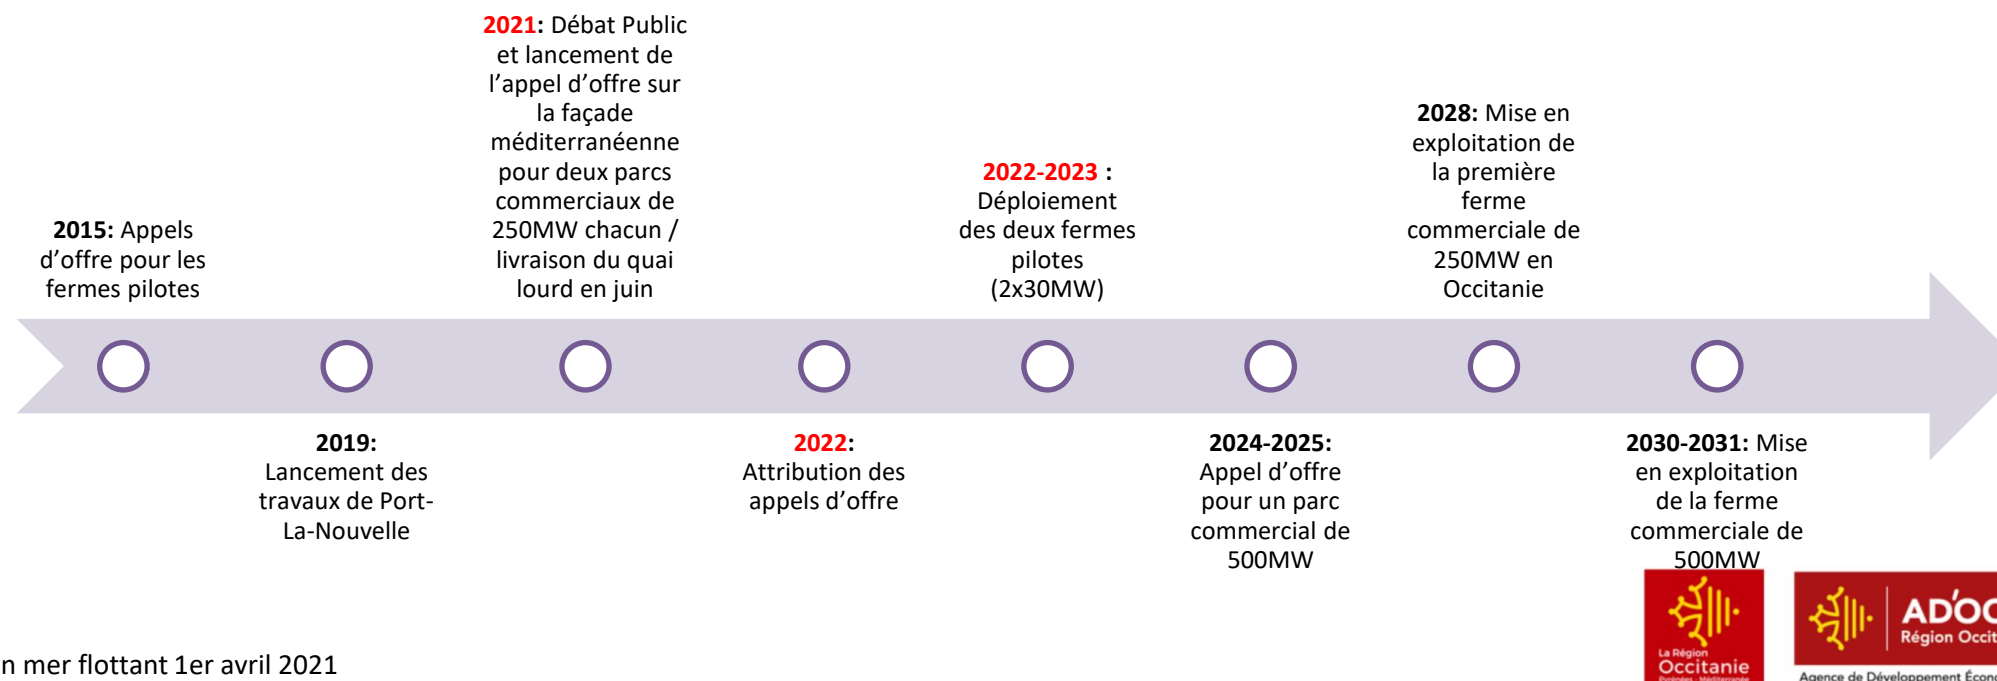 2021: Débat Public
et lancement de
l’appel d’offre sur
la façade
méditerranéenne
pour deux parcs
commerciaux de
250MW chacun /
livraison du quai
lourd en juin
2028: Mise en
exploitation de
la première
ferme
commerciale de
250MW en
Occitanie
2022-2023 :
Déploiement
des deux fermes
pilotes
(2x30MW)
2015: Appels
d’offre pour les
fermes pilotes
2019:
Lancement des
travaux de Port-
La-Nouvelle
2022:
Attribution des
appels d’offre
2024-2025:
Appel d’offre
pour un parc
commercial de
500MW
2030-2031: Mise
en exploitation
de la ferme
commerciale de
500MW
La Région
Occitanie
Pyrénées - Méditerranée
AD'OC
Région Occit
Agence de Développement Écono
n mer flottant 1er avril 2021